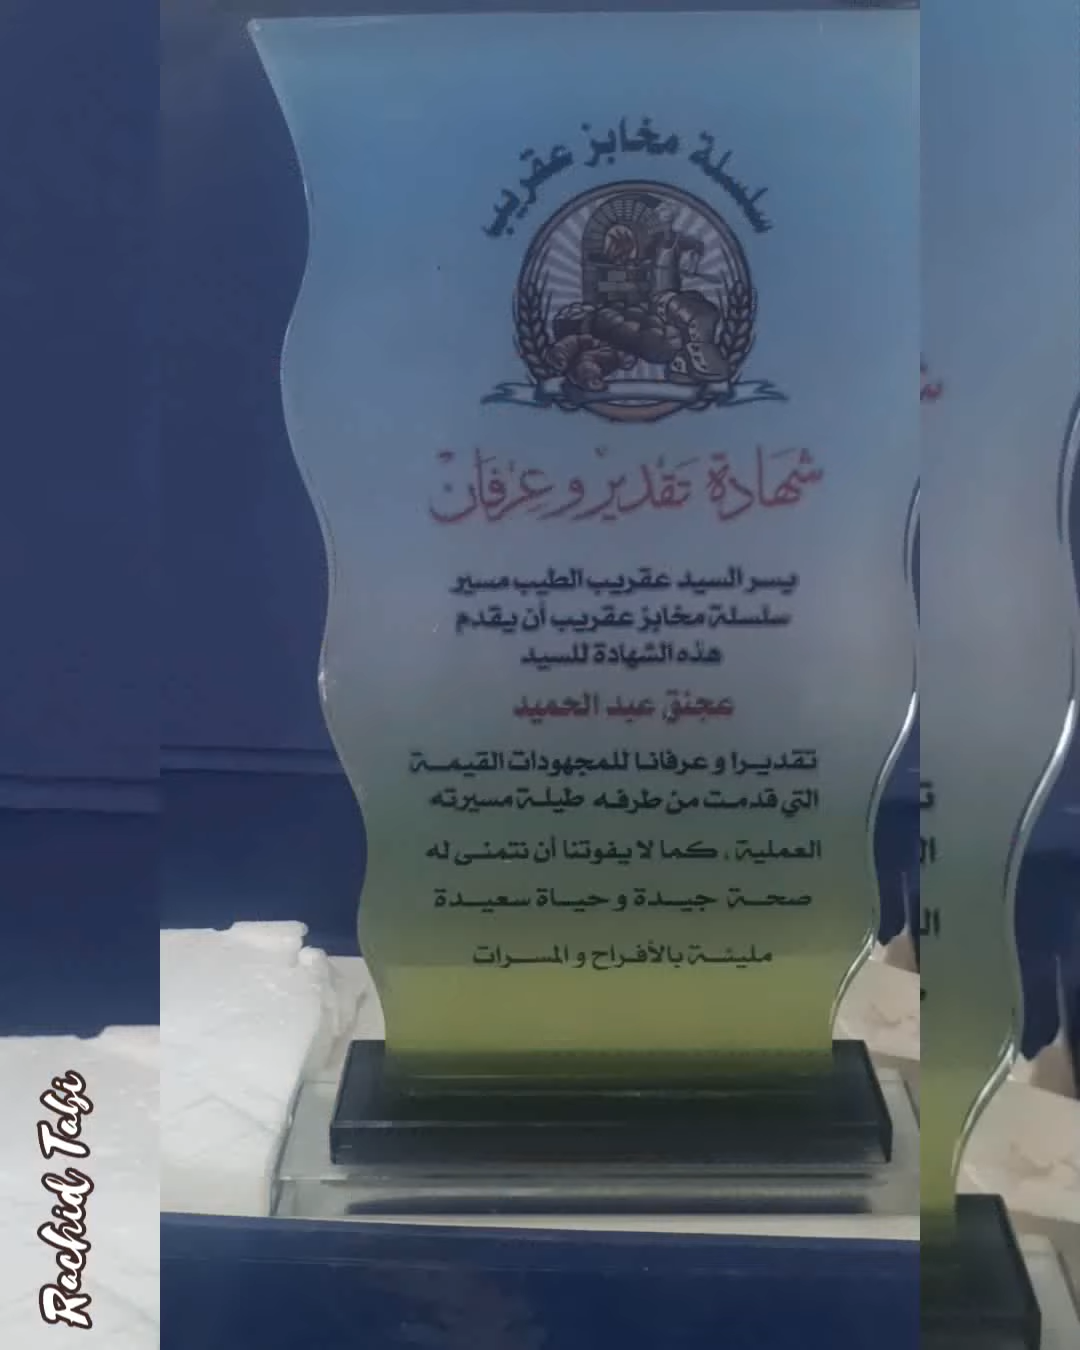 سلسلة مخابز عقريب
شهادة تقدير و عرفان
يسر السيد عقريب الطيب مسير
سلسلة مخابز عقريب أن يقدم
هذه الشهادة للسيد
عجنق عبد الحميد
تقديرا و عرفانا للمجهودات القيمة
التي قدمت من طرفه طيلة مسيرته
العملية ، كما لا يفوتنا أن نتمنى له
صحة جيدة و حياة سعيدة
مليئة بالأفراح و المسرات
Rachid Tabi